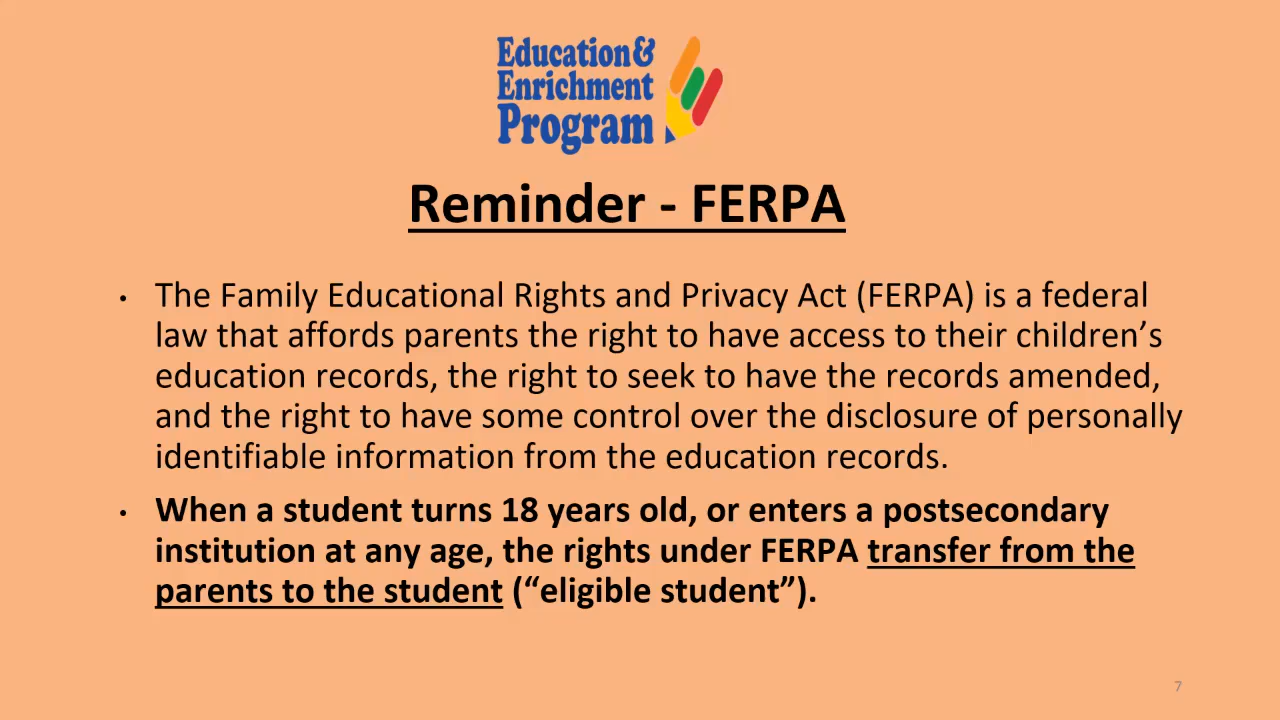 Education&
Enrichment
Program
Reminder - FERPA
• The Family Educational Rights and Privacy Act (FERPA) is a federal
law that affords parents the right to have access to their children’s
education records, the right to seek to have the records amended,
and the right to have some control over the disclosure of personally
identifiable information from the education records.
• When a student turns 18 years old, or enters a postsecondary
institution at any age, the rights under FERPA transfer from the
parents to the student (“eligible student”).
7